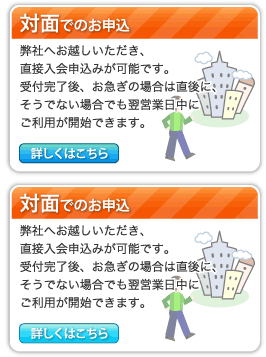 対面でのお申込
弊社へお越しいただき、
直接入会申込みが可能です。
受付完了後、お急ぎの場合は直後に、
そうでない場合でも翌営業日中に
ご利用が開始できます。
詳しくはこちら
対面でのお申込
弊社へお越しいただき、
直接入会申込みが可能です。
受付完了後、お急ぎの場合は直後に、
そうでない場合でも翌営業日中に
ご利用が開始できます。
詳しくはこちら